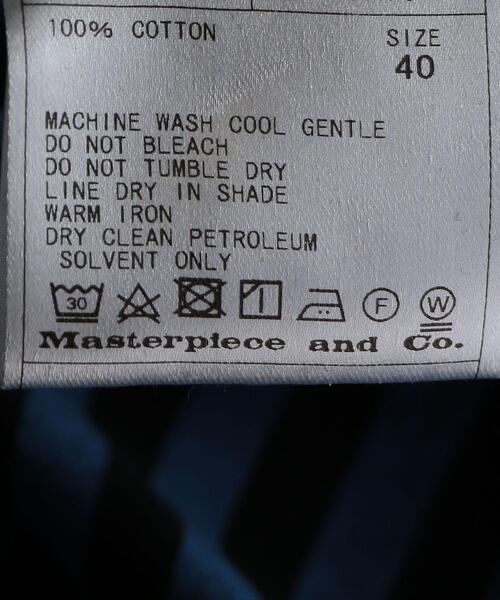 100% COTTON
SIZE
40
MACHINE WASH COOL GENTLE
DO NOT BLEACH
DO NOT TUMBLE DRY
LINE DRY IN SHADE
WARM IRON
DRY CLEAN PETROLEUM
SOLVENT ONLY
30 F W
Masterpiece and Co.